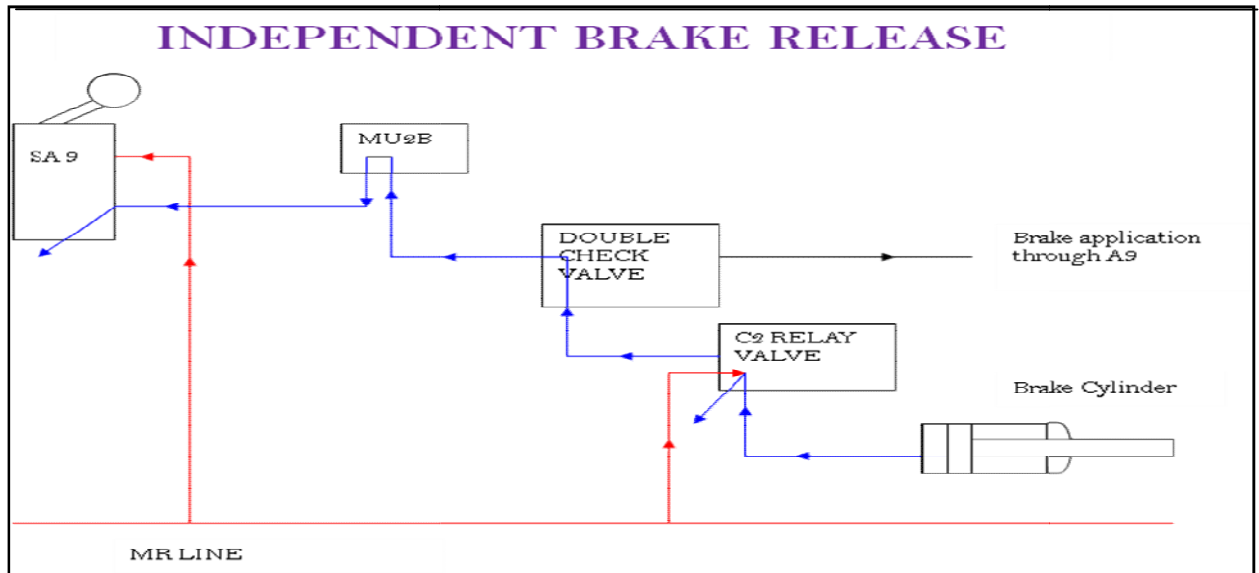 INDEPENDENT BRAKE RELEASE
SA 9
MU2B
DOUBLE
CHECK
VALVE
Brake application
through A9
C2 RELAY
VALVE
Brake Cylinder
MR LINE